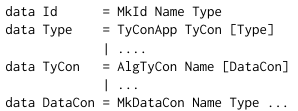 data Id      = MkId Name Type
data Type    = TyConApp TyCon [Type]
             | ....
data TyCon   = AlgTyCon Name [DataCon]
             | ...
data DataCon = MkDataCon Name Type ...